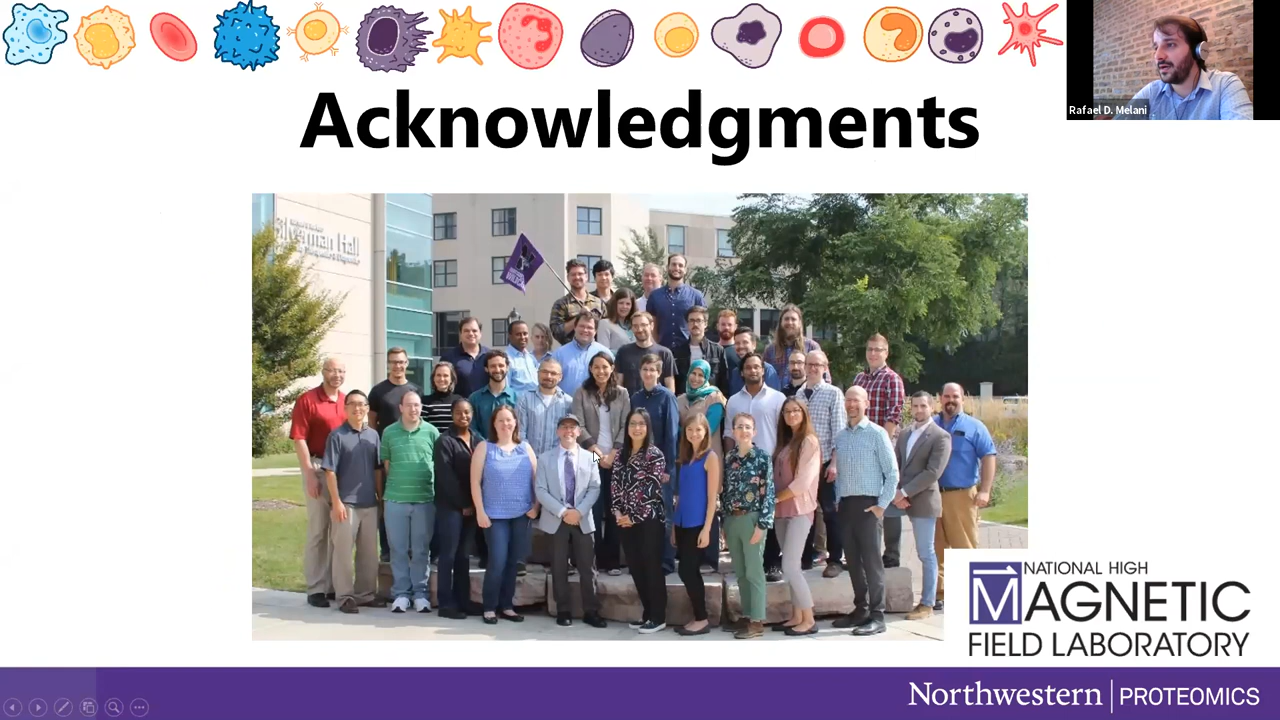 Acknowledgments
Rafael D. Melani
Silverman Hall
NATIONAL HIGH
MAGNETIC
FIELD LABORATORY
Northwestern | PROTEOMICS